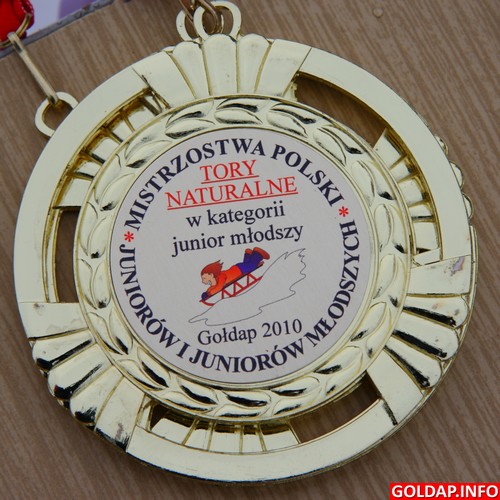 MISTRZOSTWA POLSKI
TORY
NATURALNE
w kategorii
junior młodszy
Gołdap 2010
* JUNIORÓW I JUNIORÓW MŁODSZYCH *
GOLDAP.INFO